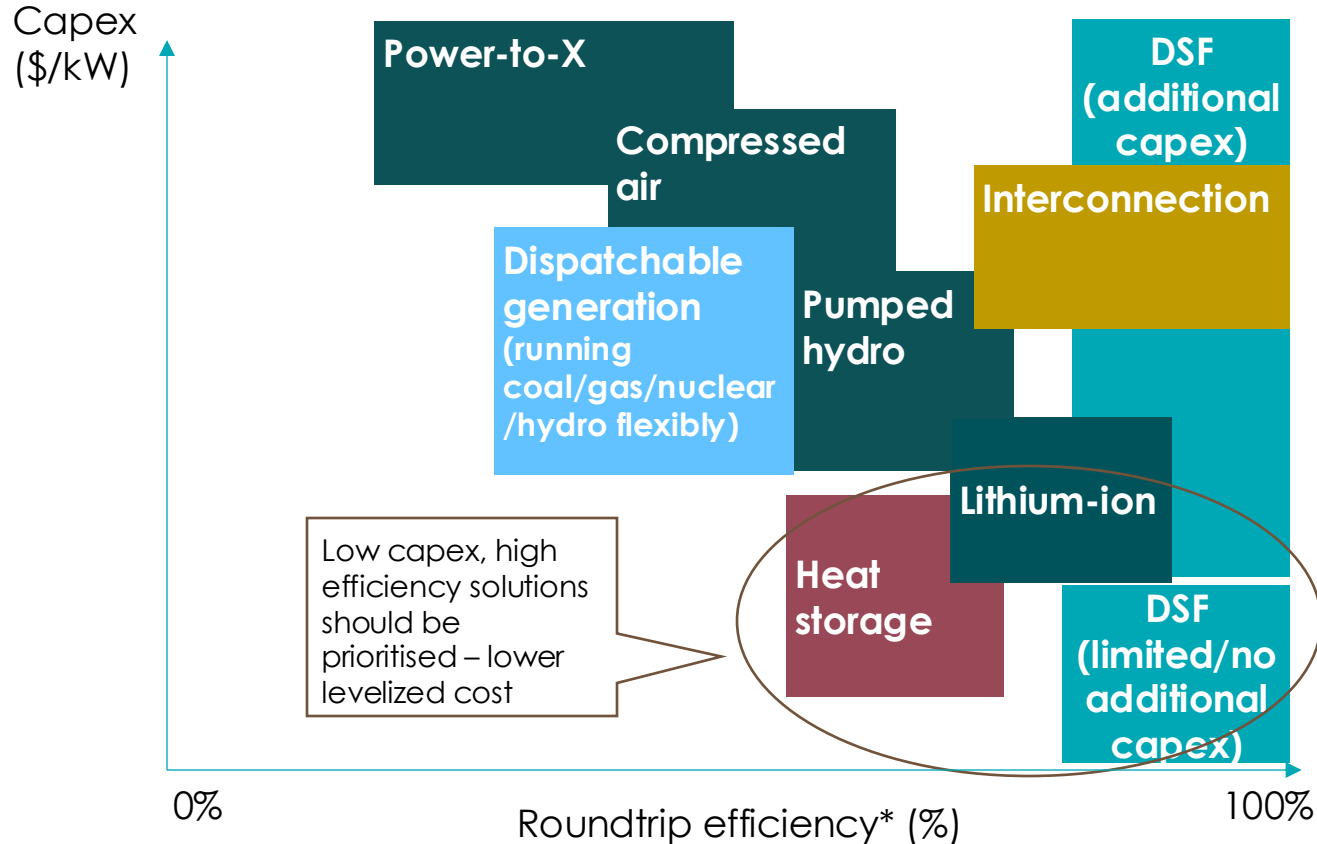 Capex
($/kW)
Power-to-X
DSF
(additional
capex)
Compressed
air
Interconnection
Dispatchable
generation
(running
coal/gas/nuclear
/hydro flexibly)
Pumped
hydro
Lithium-ion
Heat
storage
Low capex, high
efficiency solutions
should be
prioritised – lower
levelized cost
DSF
(limited/no
additional
capex)
0%
Roundtrip efficiency* (%)
100%